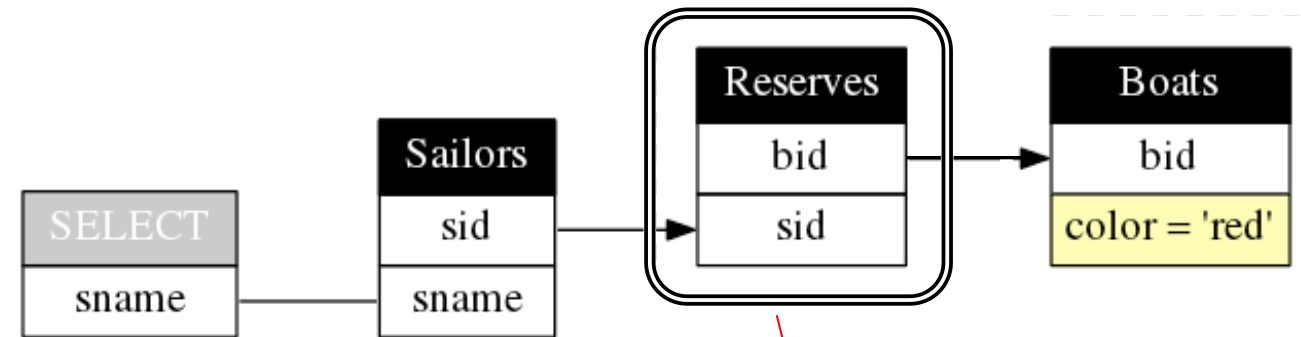 SELECT
sname
Sailors
sid
sname
Reserves
bid
sid
Boats
bid
color = 'red'